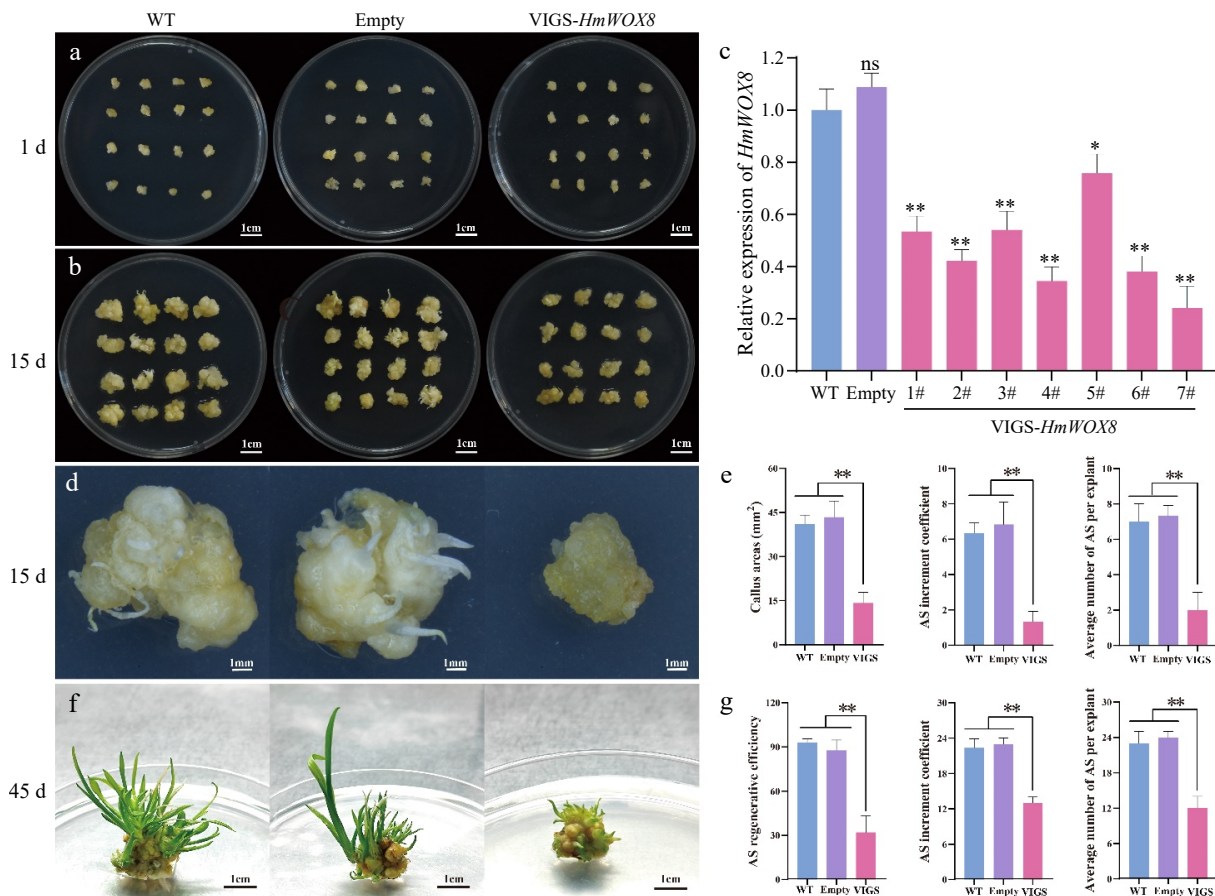 WT Empty VIGS-HmWOX8
a
1 d
1cm 1cm 1cm
b
15 d
1cm 1cm 1cm
d
15 d
1mm 1mm 1mm
f
45 d
1cm 1cm 1cm
c
Relative expression of HmWOX8
1.2
1.0
0.8
0.6
0.4
0.2
0.0
ns
** ** ** ** * ** **
WT Empty 1# 2# 3# 4# 5# 6# 7#
VIGS-HmWOX8
e
Callus arcas (mm²)
60
45
30
15
0
**
WT Empty VIGS
AS increment coefficient
8
6
4
2
0
**
WT Empty VIGS
Average number of AS per explant
10
8
6
4
2
0
**
WT Empty VIGS
g
AS regenerative efficiency
120
90
60
30
0
**
WT Empty VIGS
AS increment coefficient
30
24
18
12
6
0
**
WT Empty VIGS
Average number of AS per explant
30
24
18
12
6
0
**
WT Empty VIGS